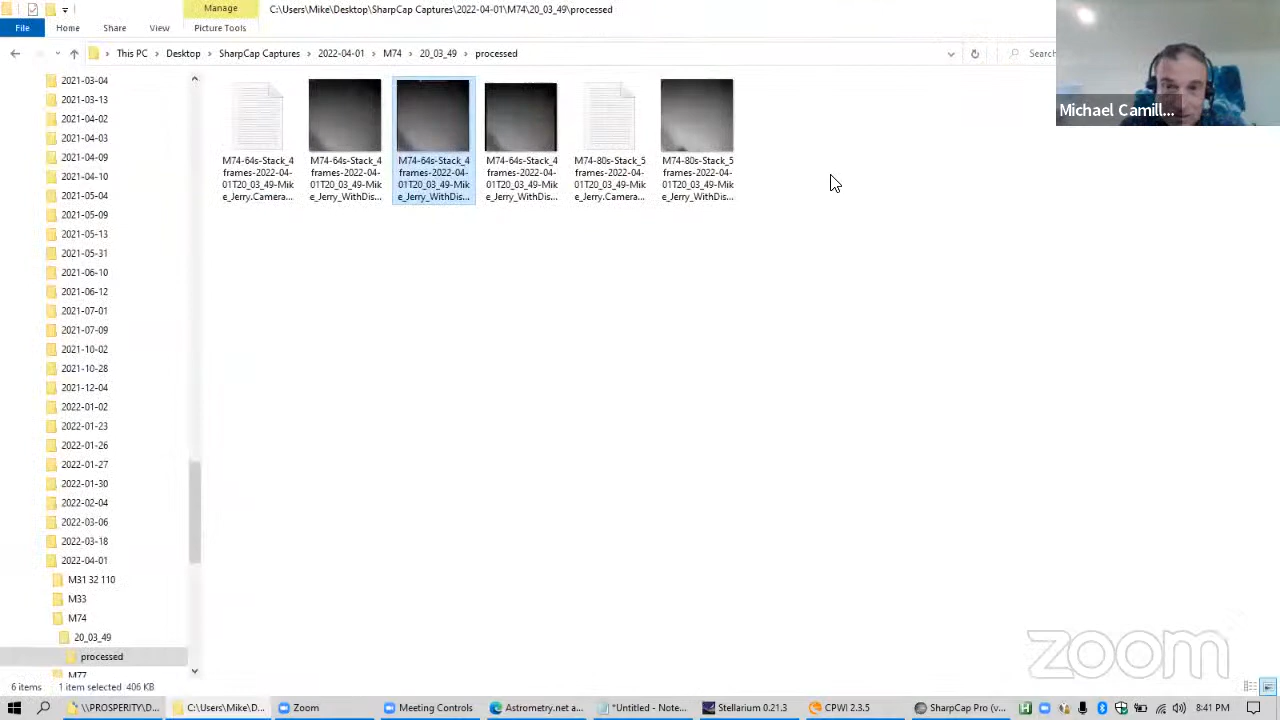 Manage
C:\Users\Mike\Desktop\SharpCap Captures\2022-04-01\M74\20_03_49\processed
File
Home
Share
View
Picture Tools
This PC
Desktop
SharpCap Captures
2022-04-01
M74
20_03_49
processed
Search
2021-03-04
2021-03-13
2021-04-02
2021-04-03
2021-04-09
2021-04-10
2021-05-04
2021-05-09
2021-05-13
2021-05-31
2021-06-10
2021-06-12
2021-07-01
2021-07-09
2021-10-02
2021-10-28
2021-12-04
2022-01-02
2022-01-23
2022-01-26
2022-01-27
2022-01-30
2022-02-04
2022-03-06
2022-03-18
2022-04-01
M31 32 110
M33
M74
20_03_49
processed
M77
M74-64s-Stack_4
frames-2022-04-
01T20_03_49-Mik
e_Jerry.Camera...
M74-64s-Stack_4
frames-2022-04-
01T20_03_49-Mik
e_Jerry_WithDis...
M74-64s-Stack_4
frames-2022-04-
01T20_03_49-Mik
e_Jerry_WithDis...
M74-64s-Stack_4
frames-2022-04-
01T20_03_49-Mik
e_Jerry_WithDis...
M74-80s-Stack_5
frames-2022-04-
01T20_03_49-Mik
e_Jerry.Camera...
M74-80s-Stack_5
frames-2022-04-
01T20_03_49-Mik
e_Jerry_WithDis...
Michael Camill...
zoom
6 items
1 item selected 406 KB
\\PROSPERITY\D...
C:\Users\Mike\D...
Zoom
Meeting Controls
Astrometry.net a...
*Untitled - Note...
Stellarium 0.21.3
CPWI 2.3.5
SharpCap Pro (v...
8:41 PM